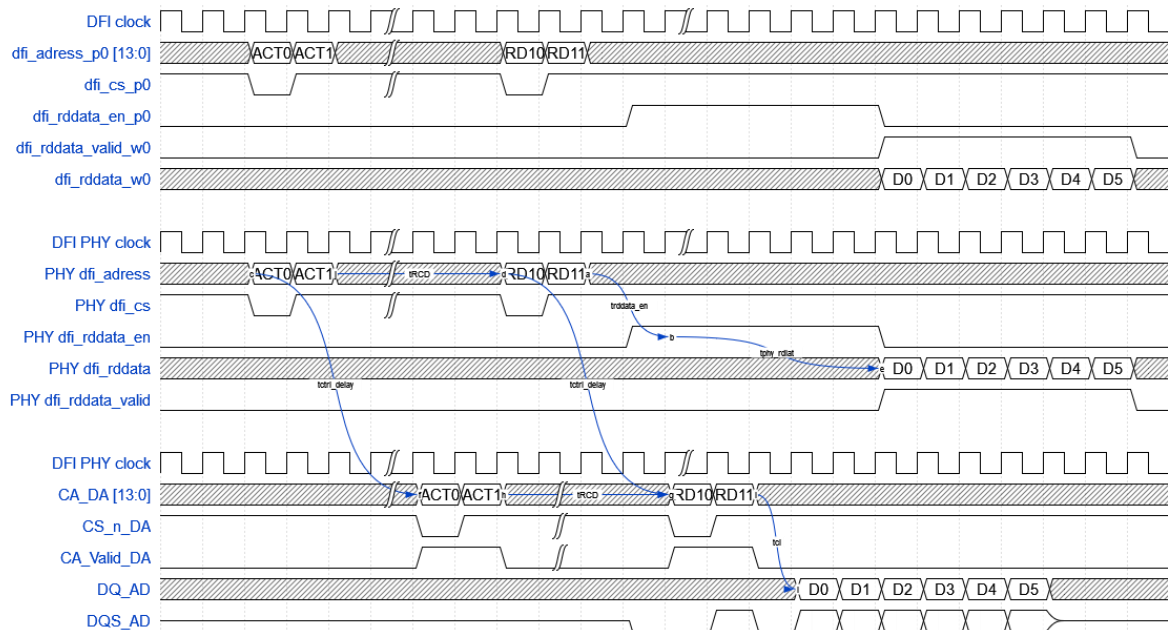 DFI clock
dfi_adress_p0 [13:0] ACT0 ACT1 RD10 RD11
dfi_cs_p0
dfi_rddata_en_p0
dfi_rddata_valid_w0
dfi_rddata_w0 D0 D1 D2 D3 D4 D5
DFI PHY clock
PHY dfi_adress c ACT0 ACT1 tRCD d RD10 RD11 a
PHY dfi_cs
trddata_en
PHY dfi_rddata_en b
tphy_rdlat
PHY dfi_rddata e D0 D1 D2 D3 D4 D5
tctrl_delay tctrl_delay
PHY dfi_rddata_valid
DFI PHY clock
CA_DA [13:0] f ACT0 ACT1 h tRCD g RD10 RD11
CS_n_DA
tcl
CA_Valid_DA
DQ_AD D0 D1 D2 D3 D4 D5
DQS_AD